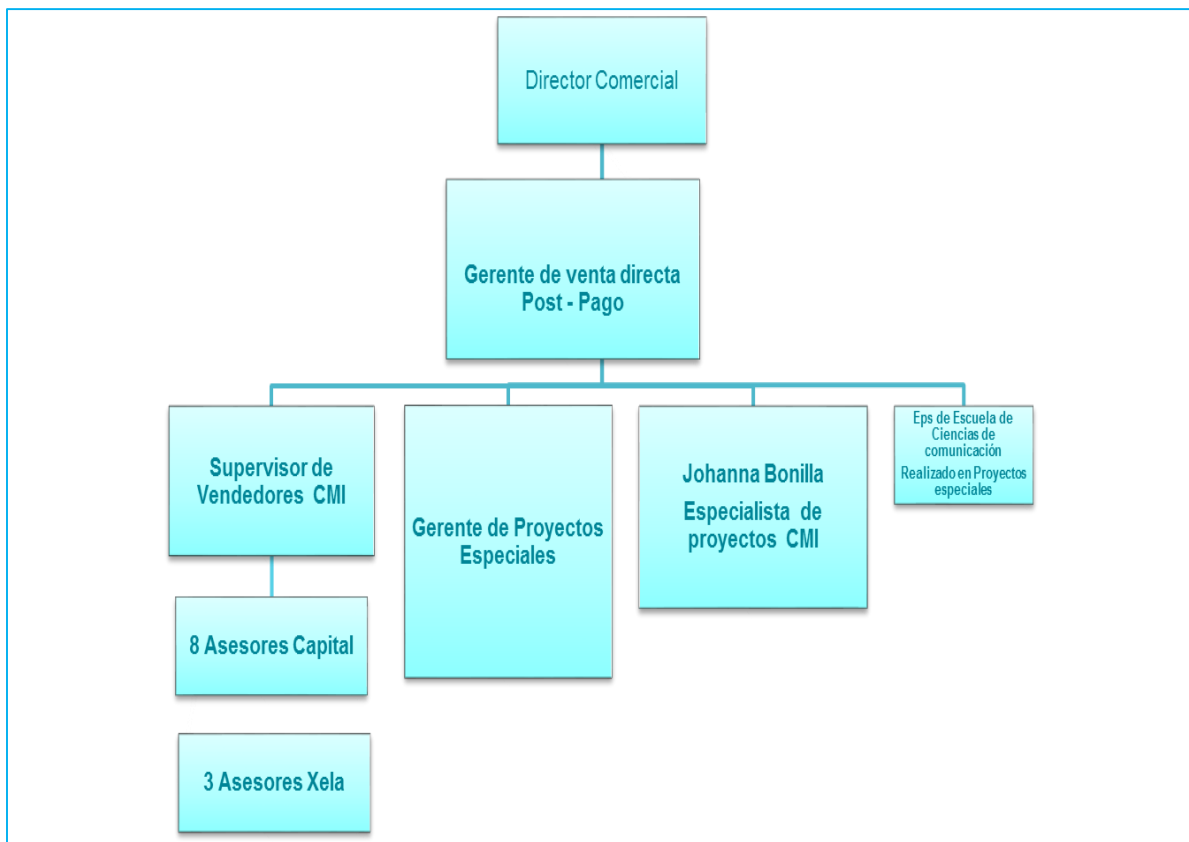 Director Comercial
Gerente de venta directa
Post - Pago
Supervisor de
Vendedores CMI
Gerente de Proyectos
Especiales
Johanna Bonilla
Especialista de
proyectos CMI
Eps de Escuela de
Ciencias de
comunicación
Realizado en Proyectos
especiales
8 Asesores Capital
3 Asesores Xela